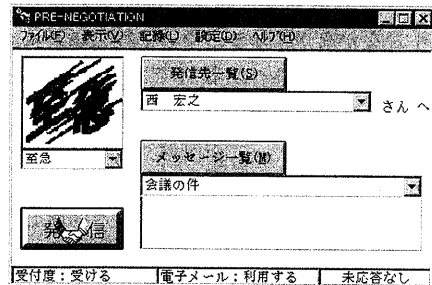 PRE-NEGOTIATION
ファイル(F) 表示(V) 記録(L) 設定(O) ヘルプ(H)
至急
発信先一覧(S)
西 宏之
さん へ
至急
メッセージ一覧(M)
会議の件
発信
受付度：受ける
電子メール：利用する
未応答なし